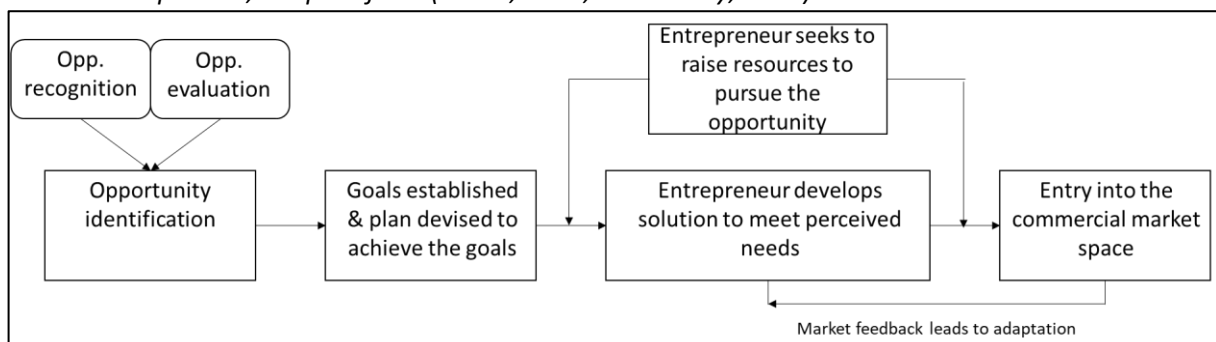 Opp.
recognition
Opp.
evaluation
Entrepreneur seeks to
raise resources to
pursue the
opportunity
Opportunity
identification
Goals established
& plan devised to
achieve the goals
Entrepreneur develops
solution to meet perceived
needs
Entry into the
commercial market
space
Market feedback leads to adaptation